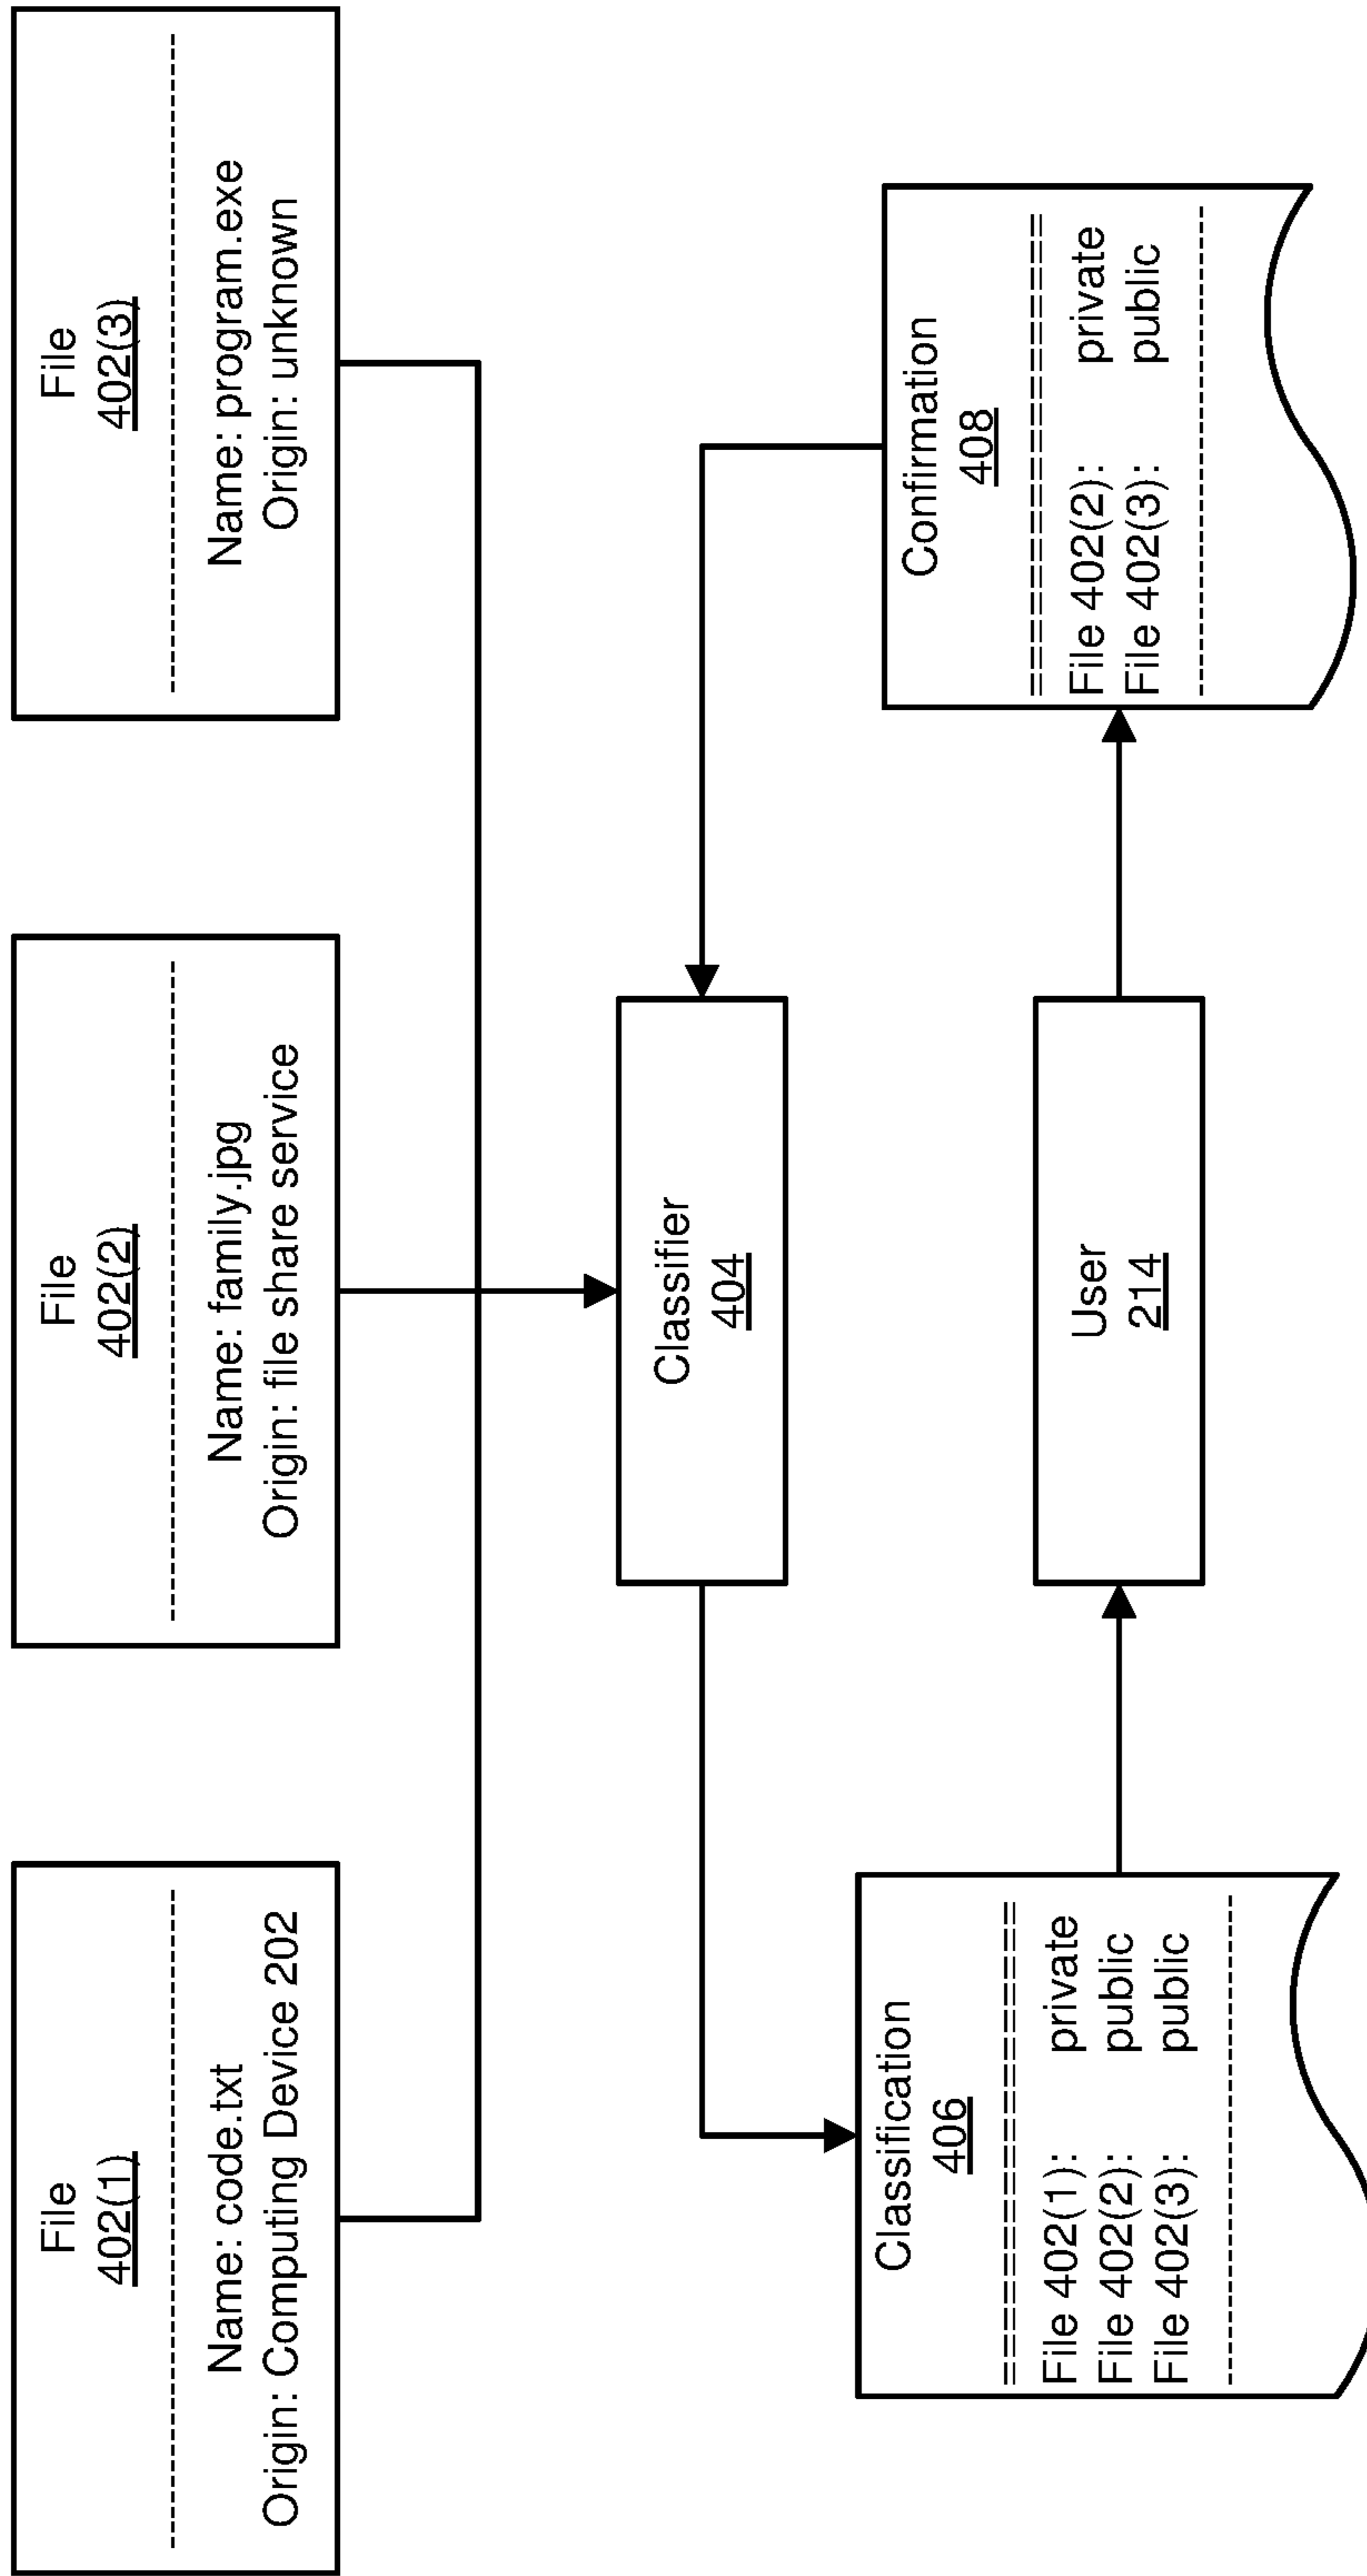 File
402(1)
Name: code.txt
Origin: Computing Device 202
File
402(2)
Name: family.jpg
Origin: file share service
File
402(3)
Name: program.exe
Origin: unknown
Classifier
404
Classification
406
File 402(1): private
File 402(2): public
File 402(3): public
User
214
Confirmation
408
File 402(2): private
File 402(3): public